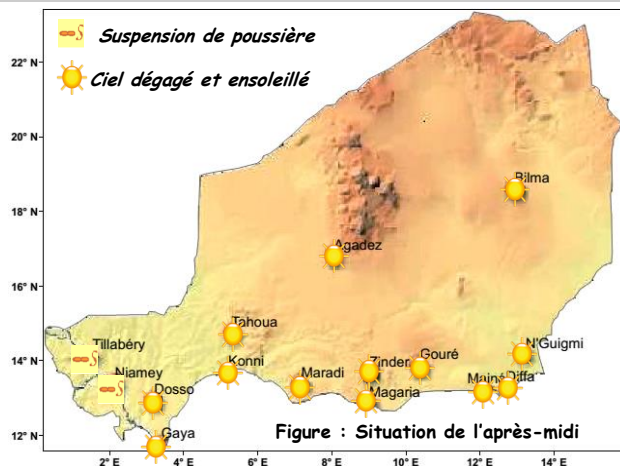 Suspension de poussière
Ciel dégagé et ensoleillé
22° N
20° N
18° N
16° N
14° N
12° N
Bilma
Agadez
Tahoua
Tillabéry
N'Guigmi
Konni
Zinder
Gouré
Niamey
Dosso
Maradi
Magaria
Diffa
Gaya
Figure : Situation de l'après-midi
2° E
4° E
6° E
8° E
10° E
12° E
14° E